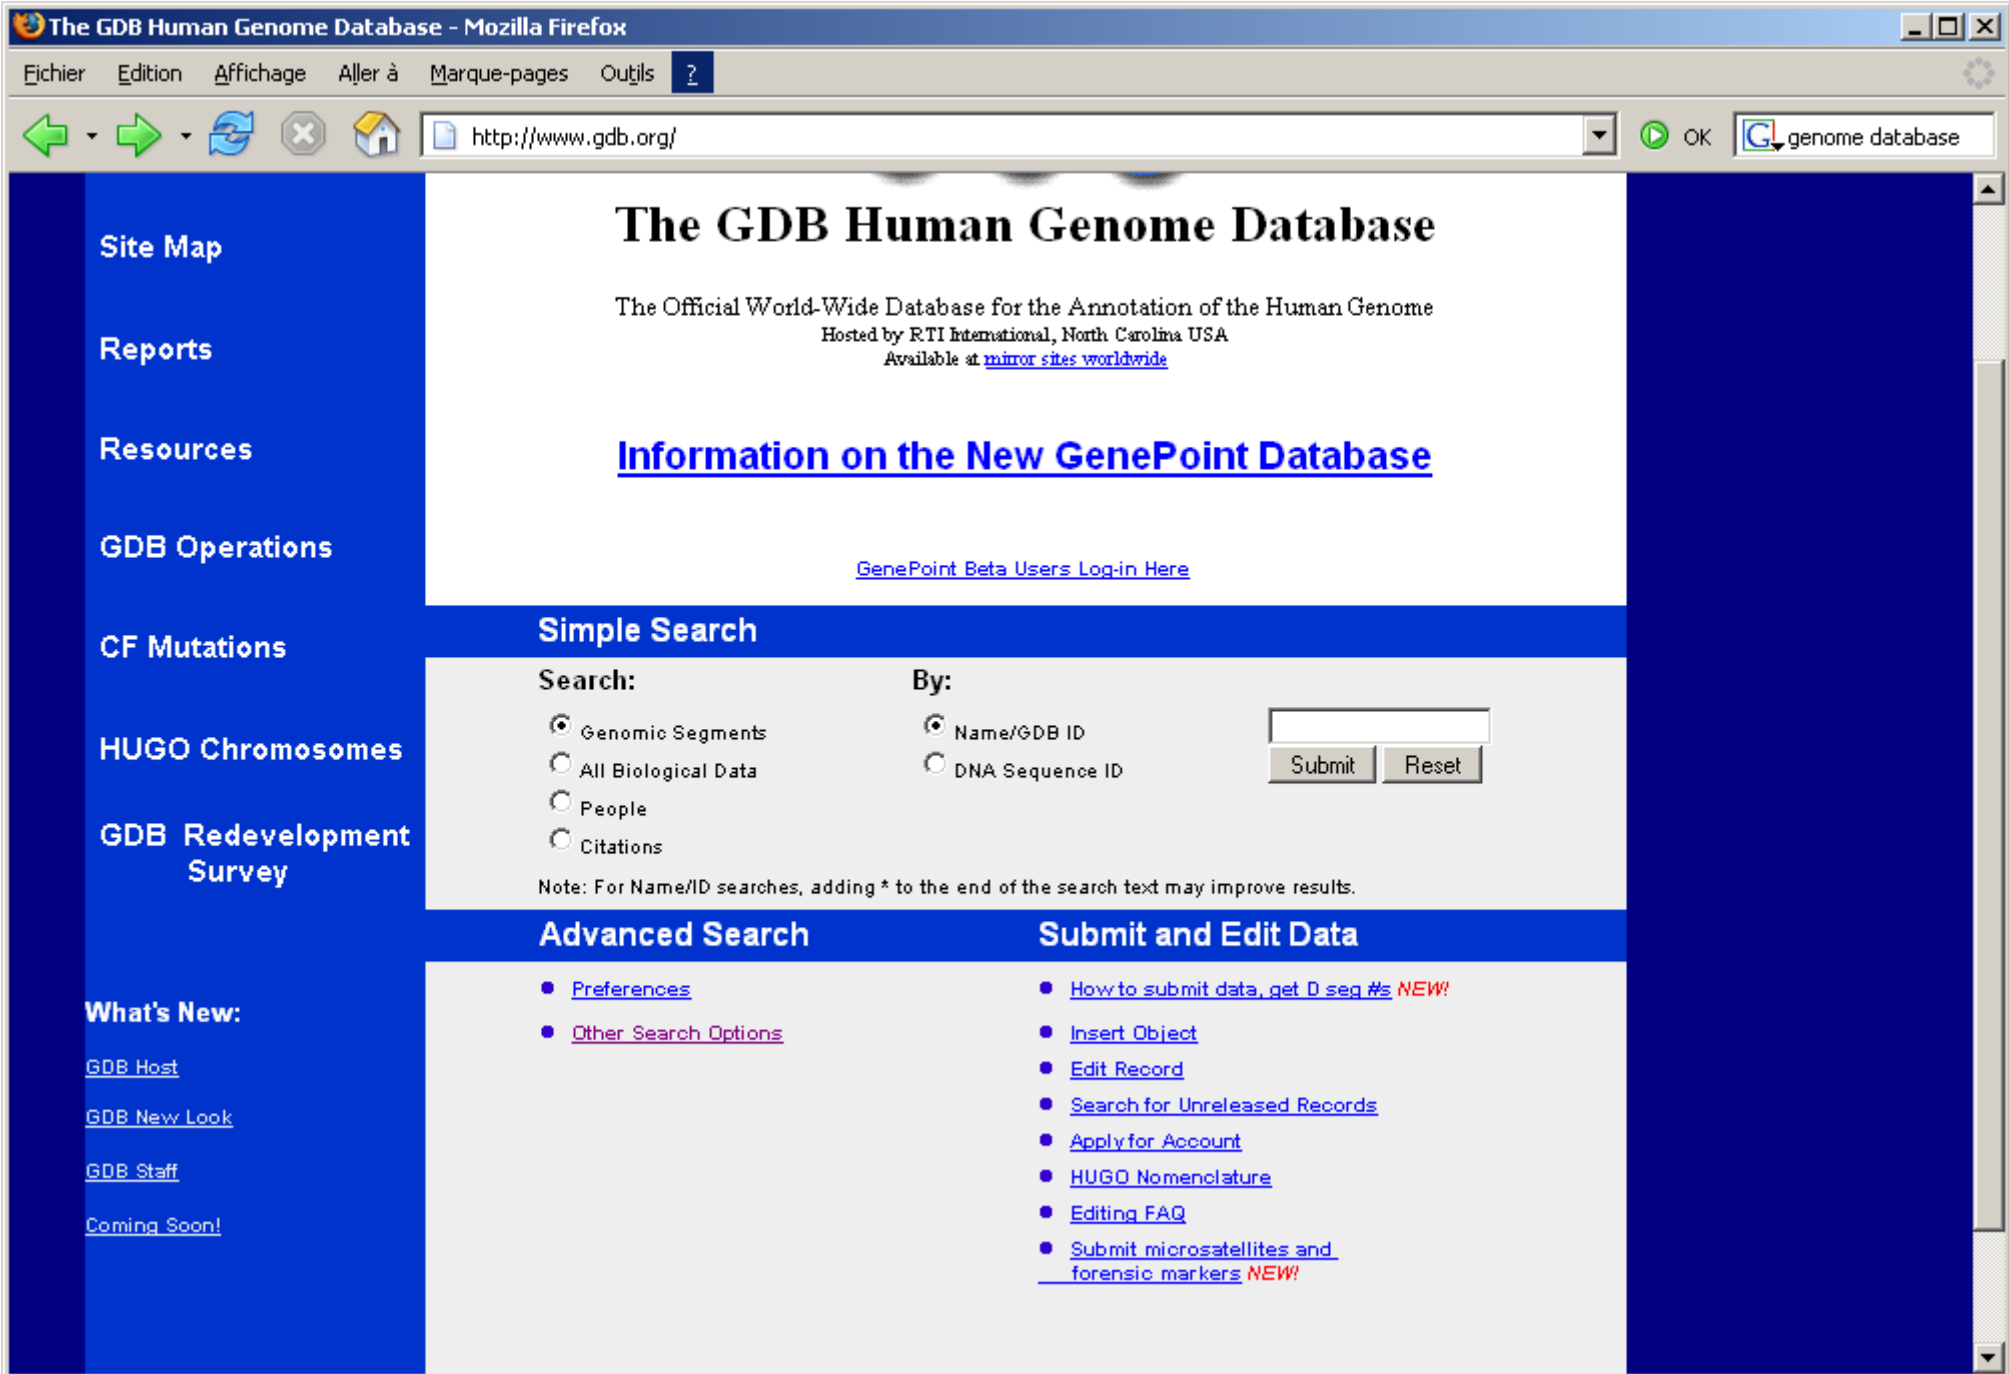 The GDB Human Genome Database - Mozilla Firefox
Fichier Edition Affichage Aller à Marque-pages Outils ?
http://www.gdb.org/ OK genome database
Site Map
Reports
Resources
GDB Operations
CF Mutations
HUGO Chromosomes
GDB Redevelopment
Survey
What's New:
GDB Host
GDB New Look
GDB Staff
Coming Soon!
The GDB Human Genome Database
The Official World-Wide Database for the Annotation of the Human Genome
Hosted by RTI International, North Carolina USA
Available at mirror sites worldwide
Information on the New GenePoint Database
GenePoint Beta Users Log-in Here
Simple Search
Search: By:
Genomic Segments Name/GDB ID
All Biological Data DNA Sequence ID Submit Reset
People
Citations
Note: For Name/ID searches, adding * to the end of the search text may improve results.
Advanced Search
Preferences
Other Search Options
Submit and Edit Data
How to submit data, get D seg #s NEW!
Insert Object
Edit Record
Search for Unreleased Records
Apply for Account
HUGO Nomenclature
Editing FAQ
Submit microsatellites and
forensic markers NEW!